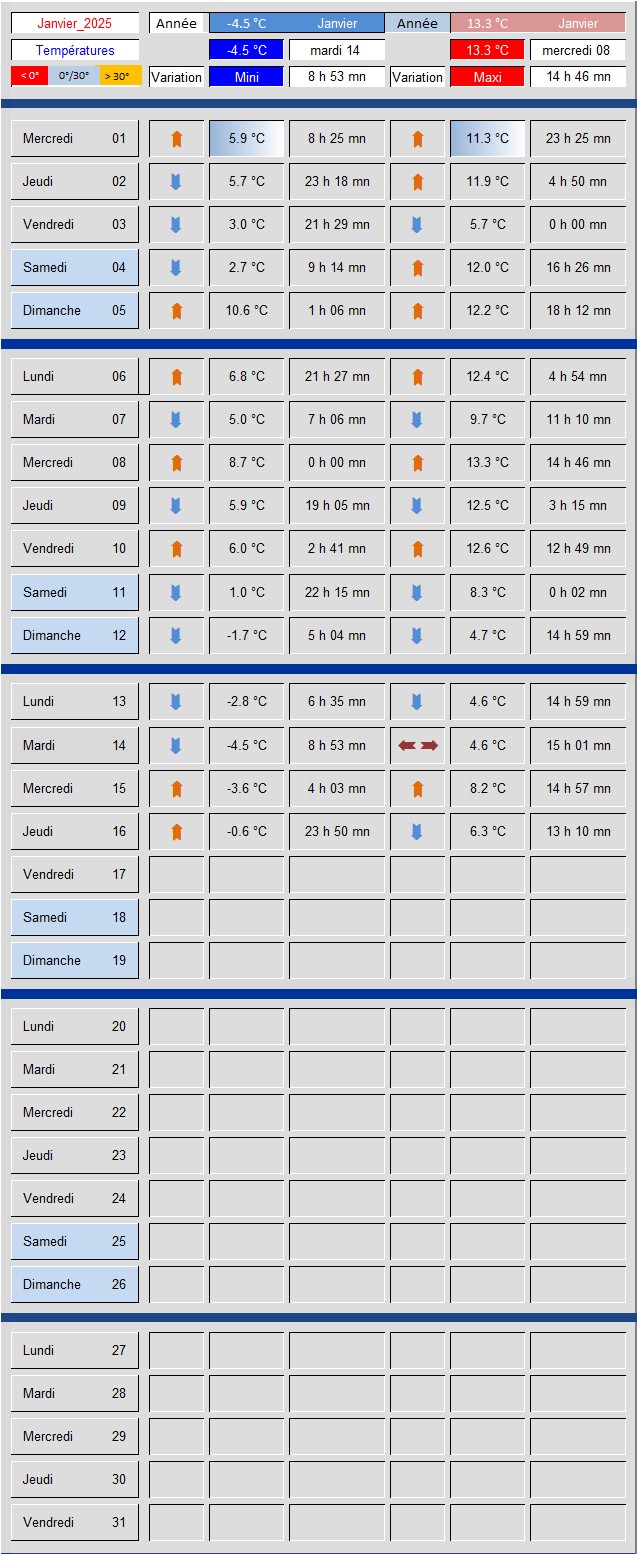 Janvier_2025 Année -4.5 °C Janvier Année 13.3 °C Janvier
Températures -4.5 °C mardi 14 13.3 °C mercredi 08
< 0° 0°/30° > 30° Variation Mini 8 h 53 mn Variation Maxi 14 h 46 mn
Mercredi 01 5.9 °C 8 h 25 mn 11.3 °C 23 h 25 mn
Jeudi 02 5.7 °C 23 h 18 mn 11.9 °C 4 h 50 mn
Vendredi 03 3.0 °C 21 h 29 mn 5.7 °C 0 h 00 mn
Samedi 04 2.7 °C 9 h 14 mn 12.0 °C 16 h 26 mn
Dimanche 05 10.6 °C 1 h 06 mn 12.2 °C 18 h 12 mn
Lundi 06 6.8 °C 21 h 27 mn 12.4 °C 4 h 54 mn
Mardi 07 5.0 °C 7 h 06 mn 9.7 °C 11 h 10 mn
Mercredi 08 8.7 °C 0 h 00 mn 13.3 °C 14 h 46 mn
Jeudi 09 5.9 °C 19 h 05 mn 12.5 °C 3 h 15 mn
Vendredi 10 6.0 °C 2 h 41 mn 12.6 °C 12 h 49 mn
Samedi 11 1.0 °C 22 h 15 mn 8.3 °C 0 h 02 mn
Dimanche 12 -1.7 °C 5 h 04 mn 4.7 °C 14 h 59 mn
Lundi 13 -2.8 °C 6 h 35 mn 4.6 °C 14 h 59 mn
Mardi 14 -4.5 °C 8 h 53 mn 4.6 °C 15 h 01 mn
Mercredi 15 -3.6 °C 4 h 03 mn 8.2 °C 14 h 57 mn
Jeudi 16 -0.6 °C 23 h 50 mn 6.3 °C 13 h 10 mn
Vendredi 17
Samedi 18
Dimanche 19
Lundi 20
Mardi 21
Mercredi 22
Jeudi 23
Vendredi 24
Samedi 25
Dimanche 26
Lundi 27
Mardi 28
Mercredi 29
Jeudi 30
Vendredi 31